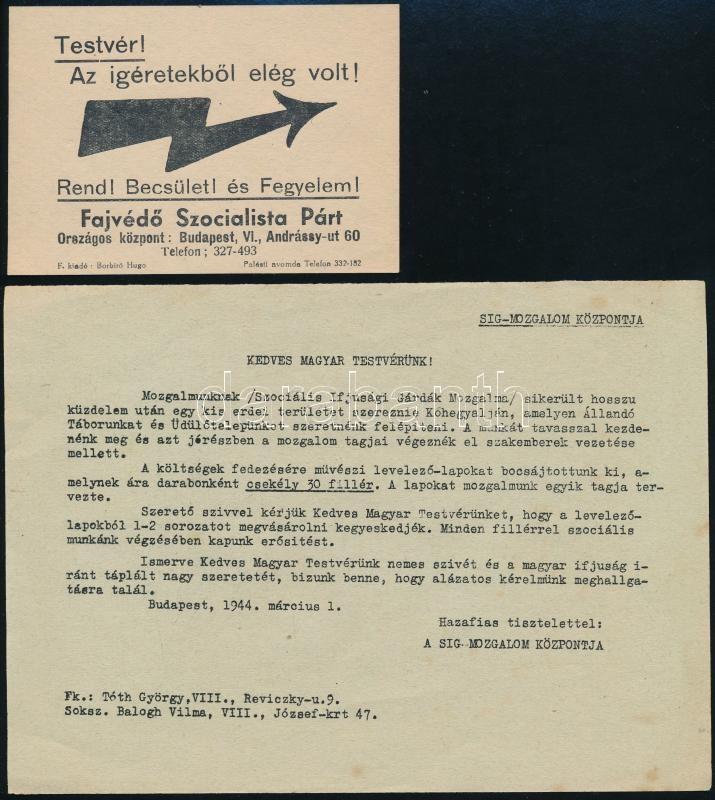 Testvér!
Az igéretekből elég volt!
Rend! Becsület! és Fegyelem!
Fajvédő Szocialista Párt
Országos központ: Budapest, VI., Andrássy-ut 60
Telefon; 327-493
F. kiadó: Borbiró Hugo Palásti nyomda Telefon 332-182
SIG-MOZGALOM KÖZPONTJA
KEDVES MAGYAR TESTVÉRÜNK!
Mozgalmunknak /Szociális Ifjusági Gárdák Mozgalma/ sikerült hosszu
küzdelem után egy kis erdei területet szerezni Kőhegyalján, amelyen állandó
Táborunkat és Üdülőtelepünket szeretnénk felépiteni. A munkát tavasszal kezde-
nénk meg és azt jórészben a mozgalom tagjai végeznék el szakemberek vezetése
mellett.
A költségek fedezésére művészi levelező-lapokat bocsájtottunk ki, a-
melynek ára darabonként csekély 30 fillér. A lapokat mozgalmunk egyik tagja ter-
vezte.
Szerető szivvel kérjük Kedves Magyar Testvérünket, hogy a levelező-
lapokból 1-2 sorozatot megvásárolni kegyeskedjék. Minden fillérrel szociális
munkánk végzésében kapunk erősitést.
Ismerve Kedves Magyar Testvérünk nemes szivét és a magyar ifjuság i-
ránt táplált nagy szeretetét, bizunk benne, hogy alázatos kérelmünk meghallga-
tásra talál.
Budapest, 1944. március 1.
Hazafias tisztelettel:
A SIG-MOZGALOM KÖZPONTJA
Fk.: Tóth György, VIII., Reviczky-u.9.
Soksz. Balogh Vilma, VIII., József-krt 47.
darabanth